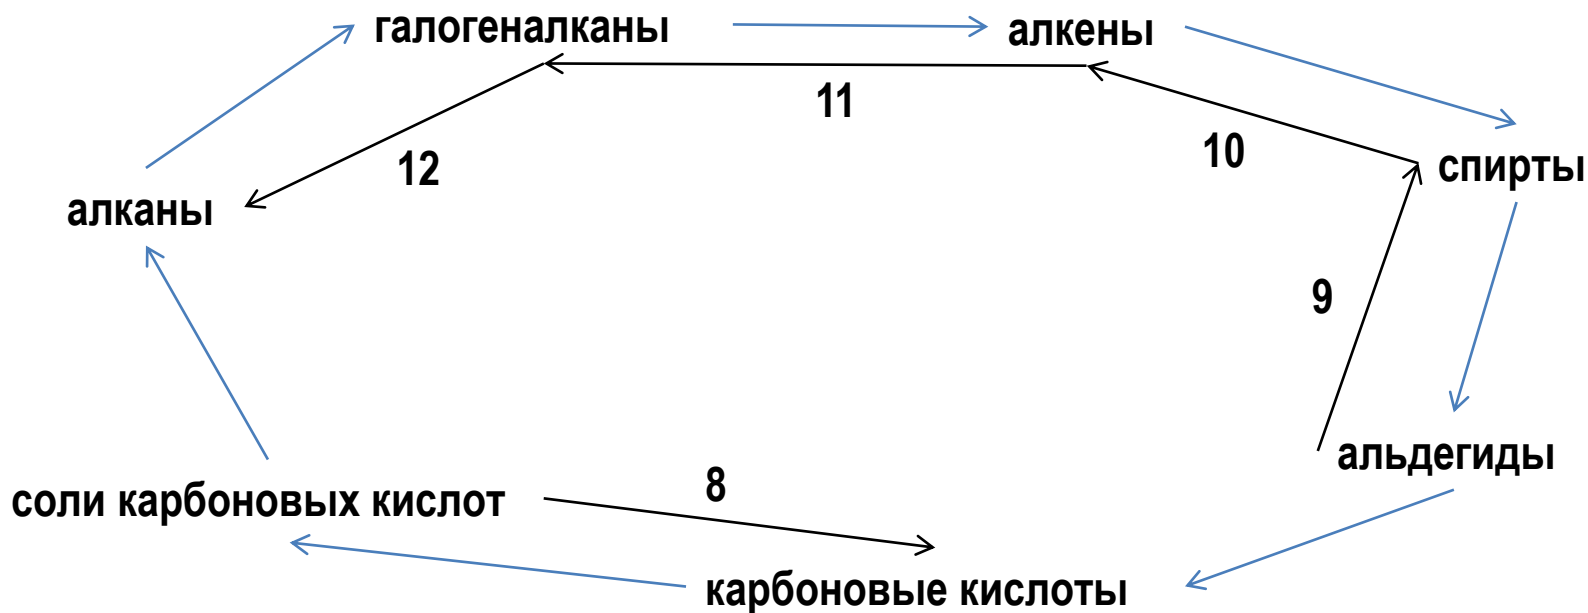 галогеналканы
алкены
11
10
12
спирты
алканы
9
альдегиды
8
соли карбоновых кислот
карбоновые кислоты